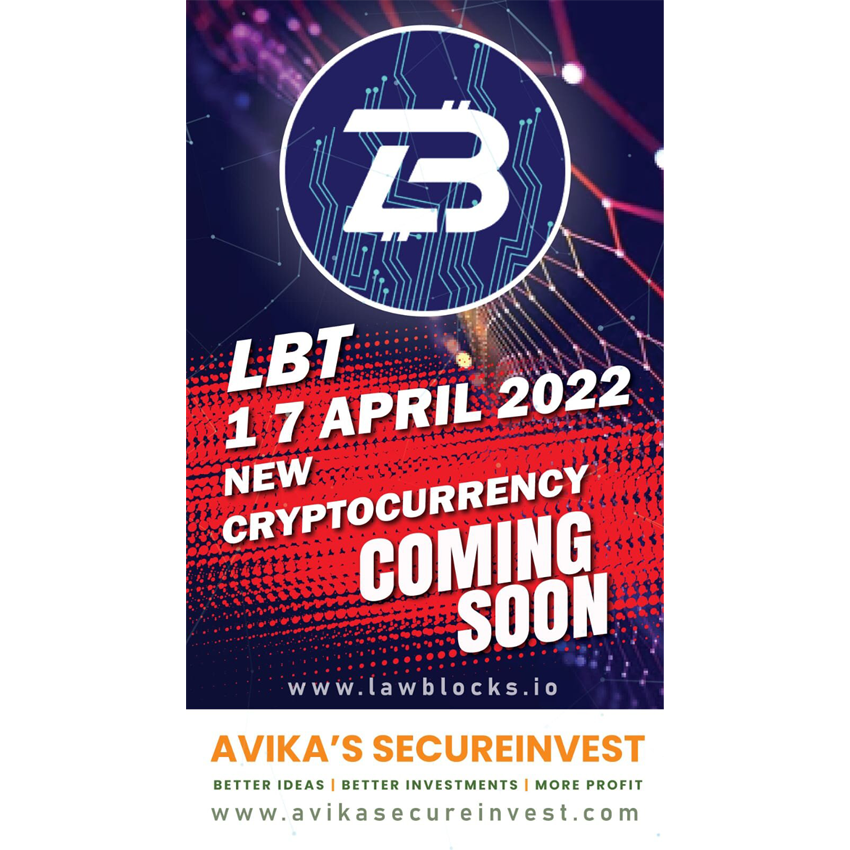 LB
LBT
1 7 APRIL 2022
NEW
CRYPTOCURRENCY
COMING
SOON
www.lawblocks.io
AVIKA'S SECUREINVEST
BETTER IDEAS | BETTER INVESTMENTS | MORE PROFIT
www.avikasecureinvest.com